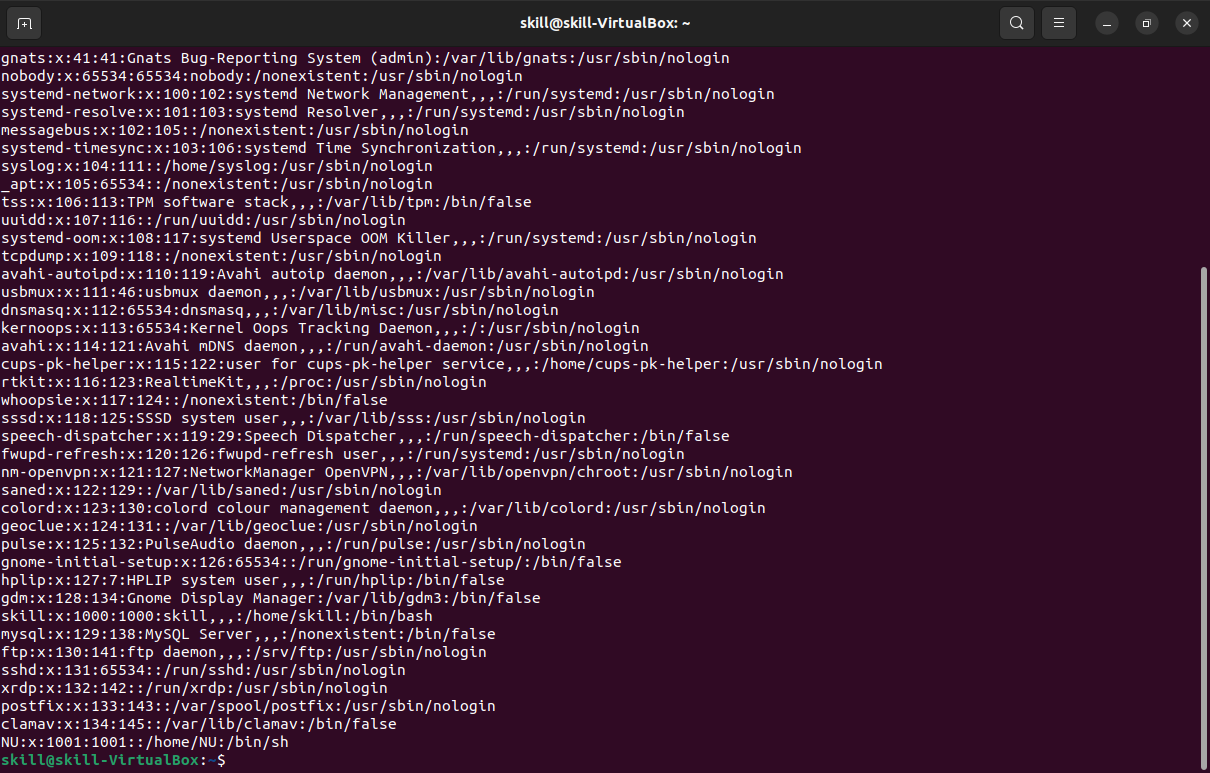 skill@skill-VirtualBox: ~
gnats:x:41:41:Gnats Bug-Reporting System (admin):/var/lib/gnats:/usr/sbin/nologin
nobody:x:65534:65534:nobody:/nonexistent:/usr/sbin/nologin
systemd-network:x:100:102:systemd Network Management,,,:/run/systemd:/usr/sbin/nologin
systemd-resolve:x:101:103:systemd Resolver,,,:/run/systemd:/usr/sbin/nologin
messagebus:x:102:105::/nonexistent:/usr/sbin/nologin
systemd-timesync:x:103:106:systemd Time Synchronization,,,:/run/systemd:/usr/sbin/nologin
syslog:x:104:111::/home/syslog:/usr/sbin/nologin
_apt:x:105:65534::/nonexistent:/usr/sbin/nologin
tss:x:106:113:TPM software stack,,,:/var/lib/tpm:/bin/false
uuidd:x:107:116::/run/uuidd:/usr/sbin/nologin
systemd-oom:x:108:117:systemd Userspace OOM Killer,,,:/run/systemd:/usr/sbin/nologin
tcpdump:x:109:118::/nonexistent:/usr/sbin/nologin
avahi-autoipd:x:110:119:Avahi autoip daemon,,,:/var/lib/avahi-autoipd:/usr/sbin/nologin
usbmux:x:111:46:usbmux daemon,,,:/var/lib/usbmux:/usr/sbin/nologin
dnsmasq:x:112:65534:dnsmasq,,,:/var/lib/misc:/usr/sbin/nologin
kernoops:x:113:65534:Kernel Oops Tracking Daemon,,,:/:/usr/sbin/nologin
avahi:x:114:121:Avahi mDNS daemon,,,:/run/avahi-daemon:/usr/sbin/nologin
cups-pk-helper:x:115:122:user for cups-pk-helper service,,,:/home/cups-pk-helper:/usr/sbin/nologin
rtkit:x:116:123:RealtimeKit,,,:/proc:/usr/sbin/nologin
whoopsie:x:117:124::/nonexistent:/bin/false
sssd:x:118:125:SSSD system user,,,:/var/lib/sss:/usr/sbin/nologin
speech-dispatcher:x:119:29:Speech Dispatcher,,,:/run/speech-dispatcher:/bin/false
fwupd-refresh:x:120:126:fwupd-refresh user,,,:/run/systemd:/usr/sbin/nologin
nm-openvpn:x:121:127:NetworkManager OpenVPN,,,:/var/lib/openvpn/chroot:/usr/sbin/nologin
saned:x:122:129::/var/lib/saned:/usr/sbin/nologin
colord:x:123:130:colord colour management daemon,,,:/var/lib/colord:/usr/sbin/nologin
geoclue:x:124:131::/var/lib/geoclue:/usr/sbin/nologin
pulse:x:125:132:PulseAudio daemon,,,:/run/pulse:/usr/sbin/nologin
gnome-initial-setup:x:126:65534::/run/gnome-initial-setup/:/bin/false
hplip:x:127:7:HPLIP system user,,,:/run/hplip:/bin/false
gdm:x:128:134:Gnome Display Manager:/var/lib/gdm3:/bin/false
skill:x:1000:1000:skill,,,:/home/skill:/bin/bash
mysql:x:129:138:MySQL Server,,,:/nonexistent:/bin/false
ftp:x:130:141:ftp daemon,,,:/srv/ftp:/usr/sbin/nologin
sshd:x:131:65534::/run/sshd:/usr/sbin/nologin
xrdp:x:132:142::/run/xrdp:/usr/sbin/nologin
postfix:x:133:143::/var/spool/postfix:/usr/sbin/nologin
clamav:x:134:145::/var/lib/clamav:/bin/false
NU:x:1001:1001::/home/NU:/bin/sh
skill@skill-VirtualBox:~$